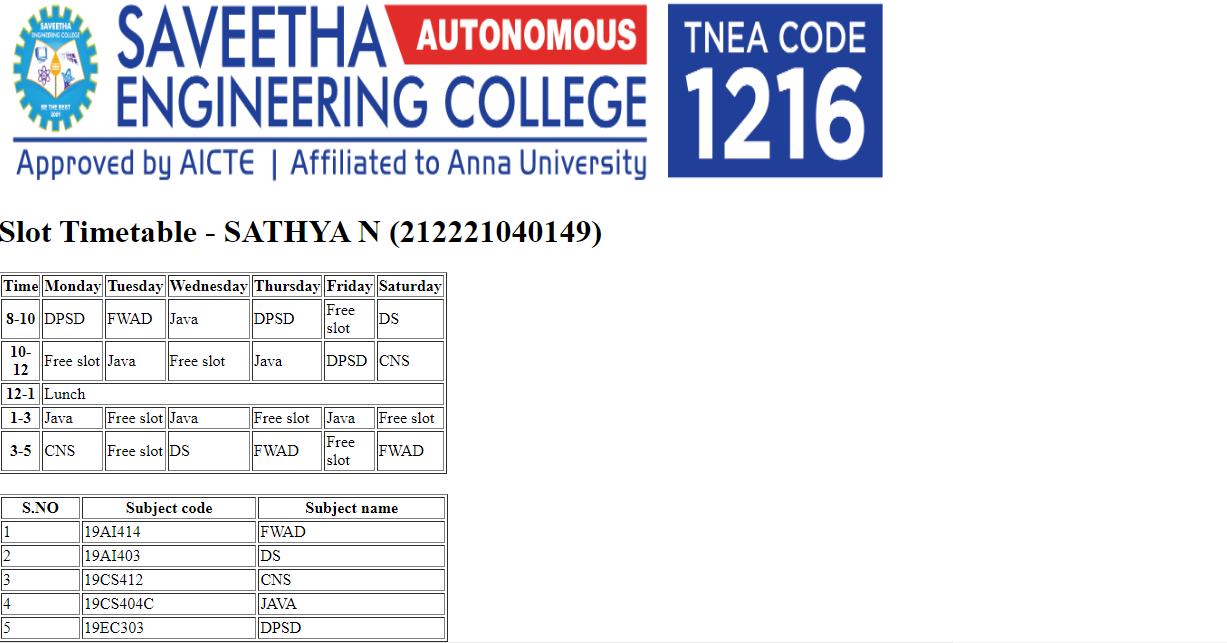 SAVEETHA
ENGINEERING COLLEGE
BE THE BEST
2001
SAVEETHA AUTONOMOUS
ENGINEERING COLLEGE
Approved by AICTE | Affiliated to Anna University
TNEA CODE
1216
Slot Timetable - SATHYA N (212221040149)
Time Monday Tuesday Wednesday Thursday Friday Saturday
8-10 DPSD FWAD Java DPSD Free slot DS
10-12 Free slot Java Free slot Java DPSD CNS
12-1 Lunch
1-3 Java Free slot Java Free slot Java Free slot
3-5 CNS Free slot DS FWAD Free slot FWAD
S.NO Subject code Subject name
1 19AI414 FWAD
2 19AI403 DS
3 19CS412 CNS
4 19CS404C JAVA
5 19EC303 DPSD